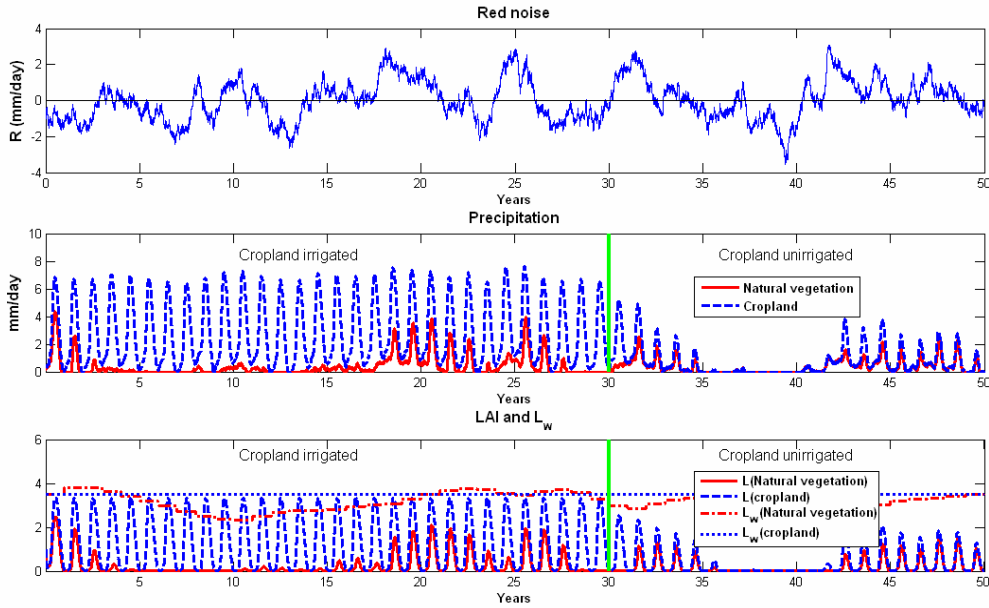 Red noise
R (mm/day)
4
2
0
-2
-4
0 5 10 15 20 25 30 35 40 45 50
Years
Precipitation
mm/day
10
8
6
4
2
0
Cropland irrigated
Cropland unirrigated
Natural vegetation
Cropland
0 5 10 15 20 25 30 35 40 45 50
Years
LAI and Lw
6
4
2
0
Cropland irrigated
Cropland unirrigated
L(Natural vegetation)
L(cropland)
Lw(Natural vegetation)
Lw(cropland)
0 5 10 15 20 25 30 35 40 45 50
Years